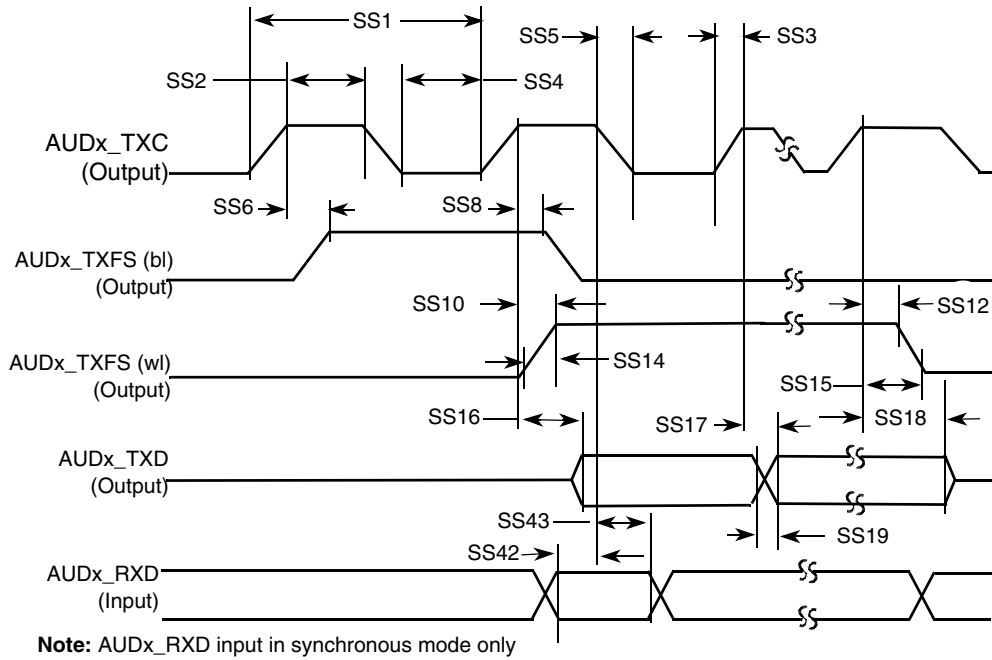 SS1
SS5
SS3
SS2
SS4
AUDx_TXC
(Output)
SS6
SS8
AUDx_TXFS (bl)
(Output)
SS10
SS12
AUDx_TXFS (wl)
(Output)
SS14
SS15
SS16
SS17
SS18
AUDx_TXD
(Output)
SS43
SS19
SS42
AUDx_RXD
(Input)
Note: AUDx_RXD input in synchronous mode only